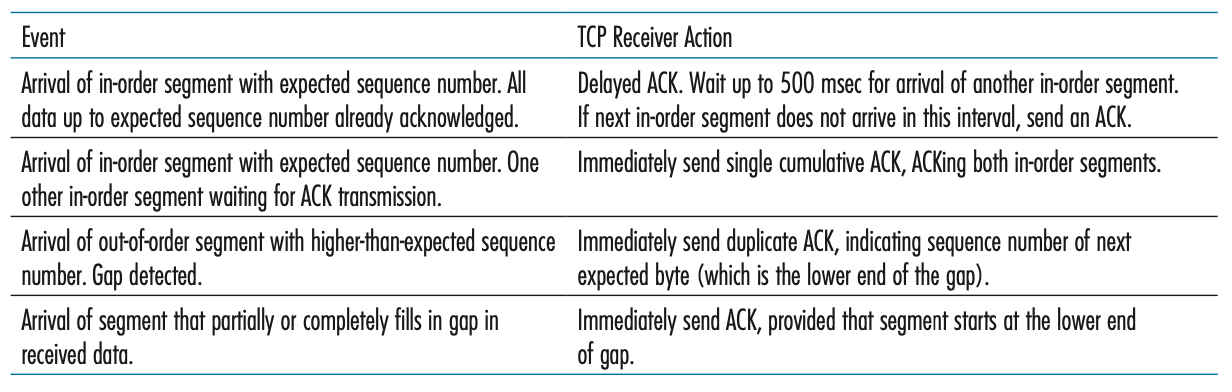 Event
TCP Receiver Action
Arrival of in-order segment with expected sequence number. All
data up to expected sequence number already acknowledged.
Delayed ACK. Wait up to 500 msec for arrival of another in-order segment.
If next in-order segment does not arrive in this interval, send an ACK.
Arrival of in-order segment with expected sequence number. One
other in-order segment waiting for ACK transmission.
Immediately send single cumulative ACK, ACKing both in-order segments.
Arrival of out-of-order segment with higher-than-expected sequence
number. Gap detected.
Immediately send duplicate ACK, indicating sequence number of next
expected byte (which is the lower end of the gap).
Arrival of segment that partially or completely fills in gap in
received data.
Immediately send ACK, provided that segment starts at the lower end
of gap.